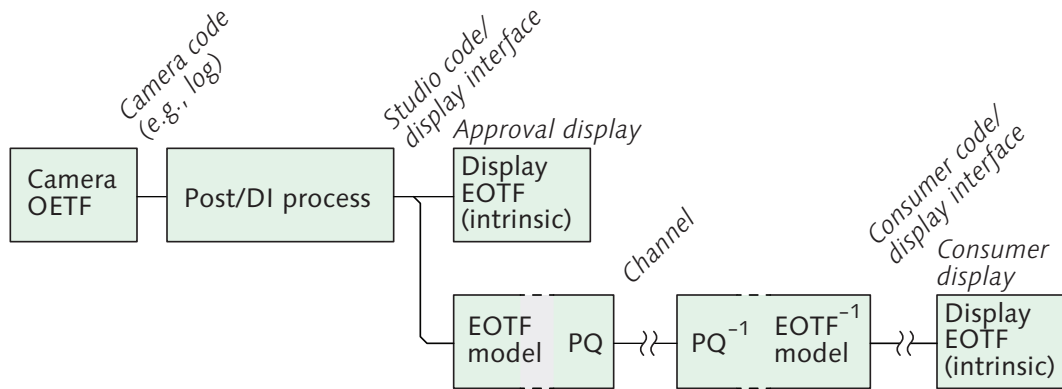 Camera code
(e.g., log)
Studio code/
display interface
Approval display
Camera
OETF
Post/DI process
Display
EOTF
(intrinsic)
Channel
Consumer code/
display interface
Consumer
display
EOTF
model
PQ
PQ⁻¹
EOTF⁻¹
model
Display
EOTF
(intrinsic)